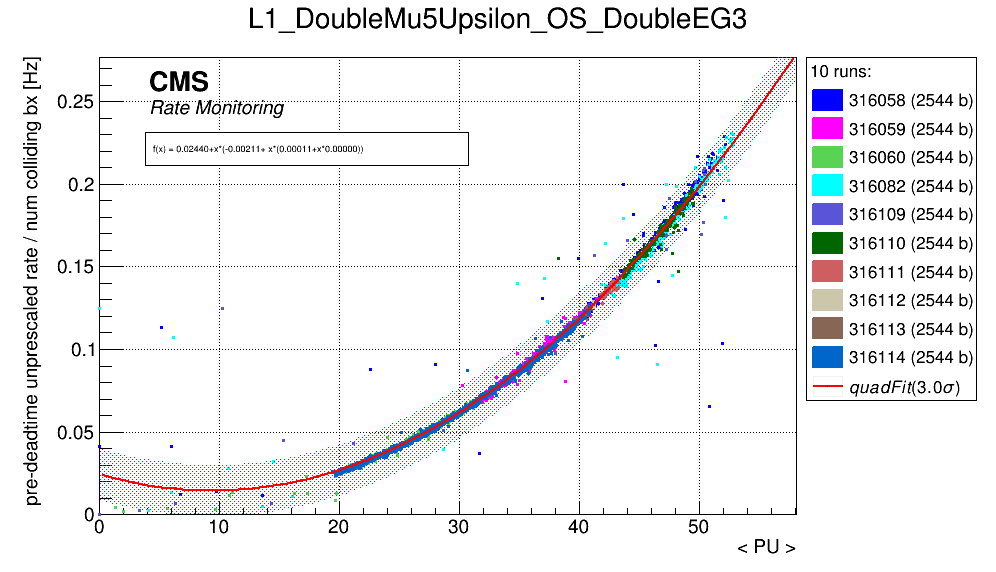 L1_DoubleMu5Upsilon_OS_DoubleEG3
pre-deadtime unprescaled rate / num colliding bx [Hz]
CMS
Rate Monitoring
f(x) = 0.02440+x*(-0.00211+ x*(0.00011+x*0.00000))
0.25
0.2
0.15
0.1
0.05
0
0 10 20 30 40 50
< PU >
10 runs:
316058 (2544 b)
316059 (2544 b)
316060 (2544 b)
316082 (2544 b)
316109 (2544 b)
316110 (2544 b)
316111 (2544 b)
316112 (2544 b)
316113 (2544 b)
316114 (2544 b)
quadFit(3.0σ)